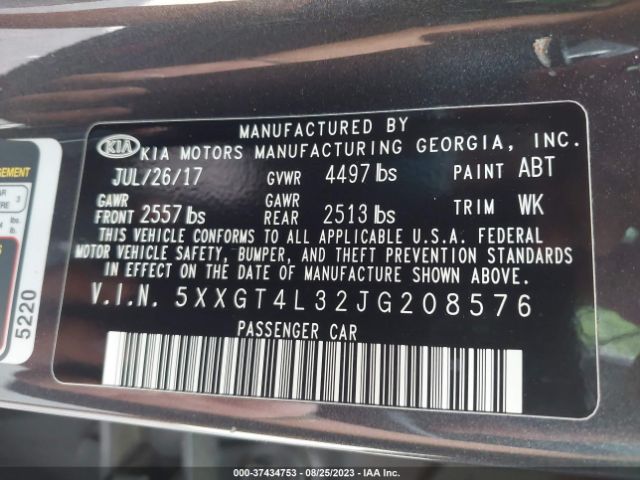 MANUFACTURED BY
KIA KIA MOTORS MANUFACTURING GEORGIA, INC.
JUL/26/17 GVWR 4497 lbs PAINT ABT
GAWR FRONT 2557 lbs GAWR REAR 2513 lbs TRIM WK
THIS VEHICLE CONFORMS TO ALL APPLICABLE U.S.A. FEDERAL
MOTOR VEHICLE SAFETY, BUMPER, AND THEFT PREVENTION STANDARDS
IN EFFECT ON THE DATE OF MANUFACTURE SHOWN ABOVE.
V.I.N. 5XXGT4L32JG208576
PASSENGER CAR
5220
000-37434753 - 08/25/2023 - IAA Inc.